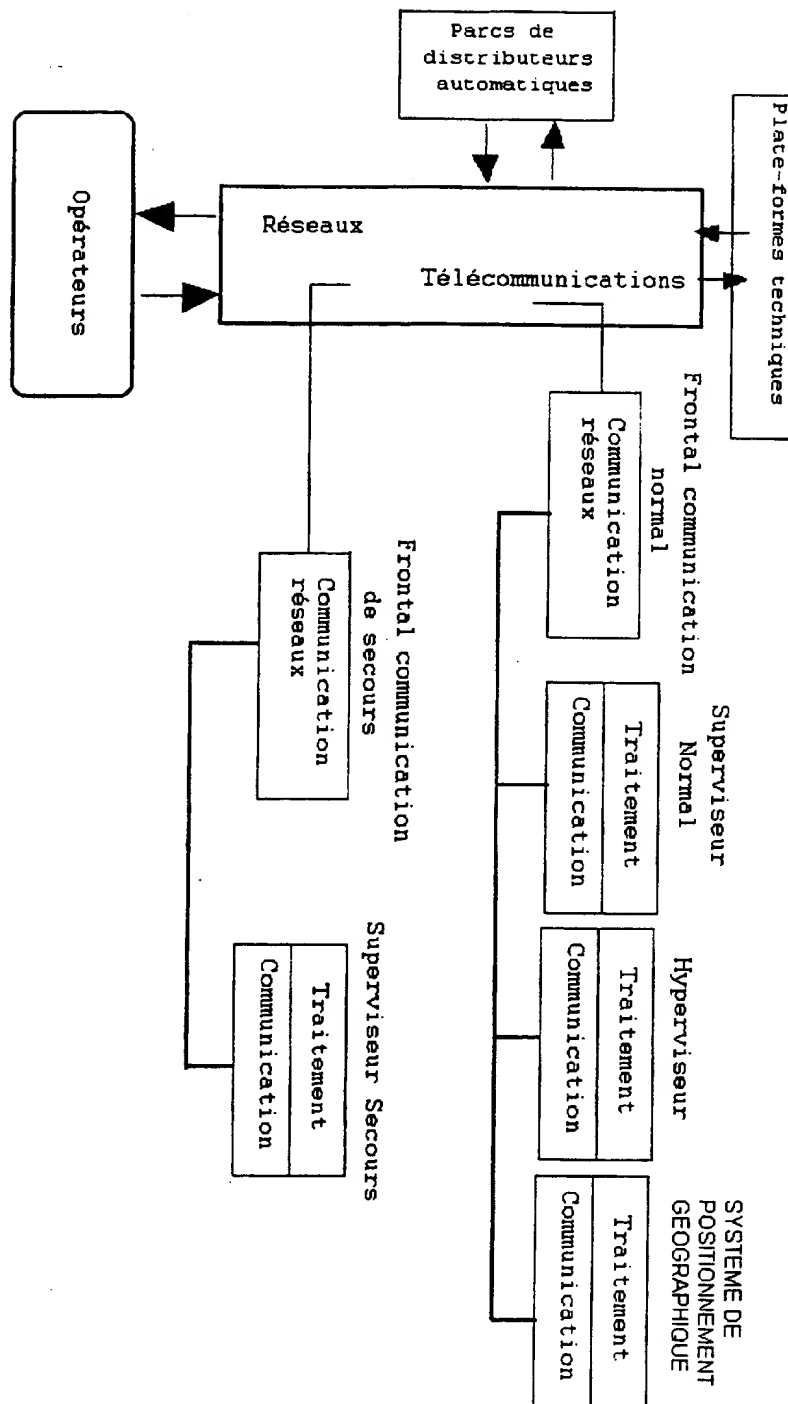 Parcs de
distributeurs
automatiques
Plate-formes techniques
Opérateurs
Réseaux
Télécommunications
Frontal communication
normal
Communication
réseaux
Superviseur
Normal
Traitement
Communication
Hyperviseur
Traitement
Communication
SYSTEME DE
POSITIONNEMENT
GEOGRAPHIQUE
Traitement
Communication
Frontal communication
de secours
Communication
réseaux
Superviseur Secours
Traitement
Communication